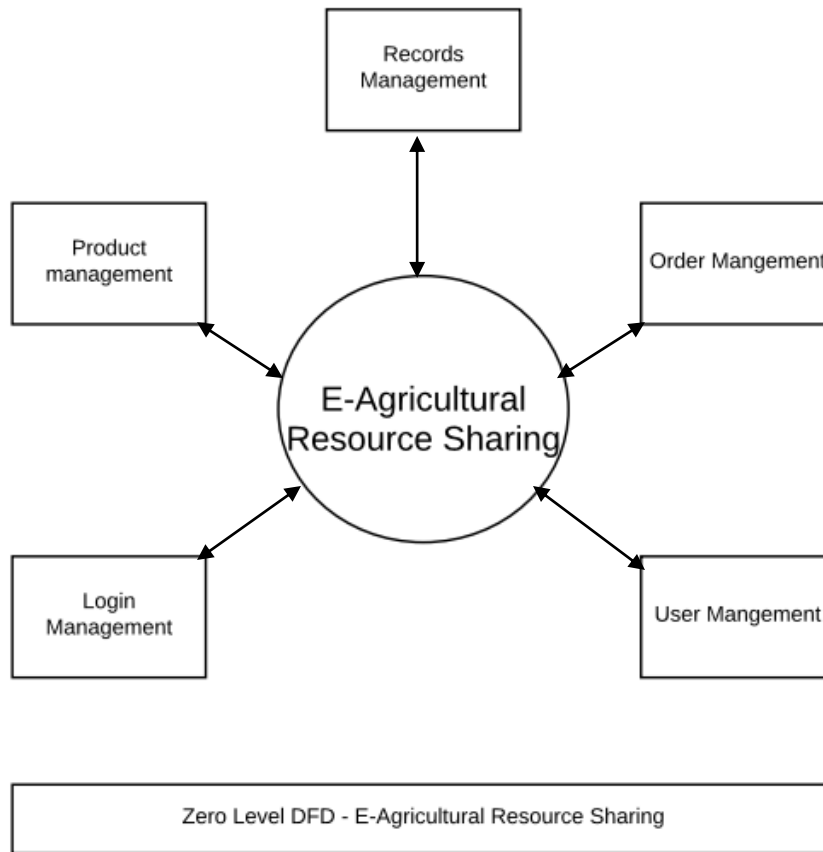 Records
Management
Product
management
Order Mangement
E-Agricultural
Resource Sharing
Login
Management
User Mangement
Zero Level DFD - E-Agricultural Resource Sharing